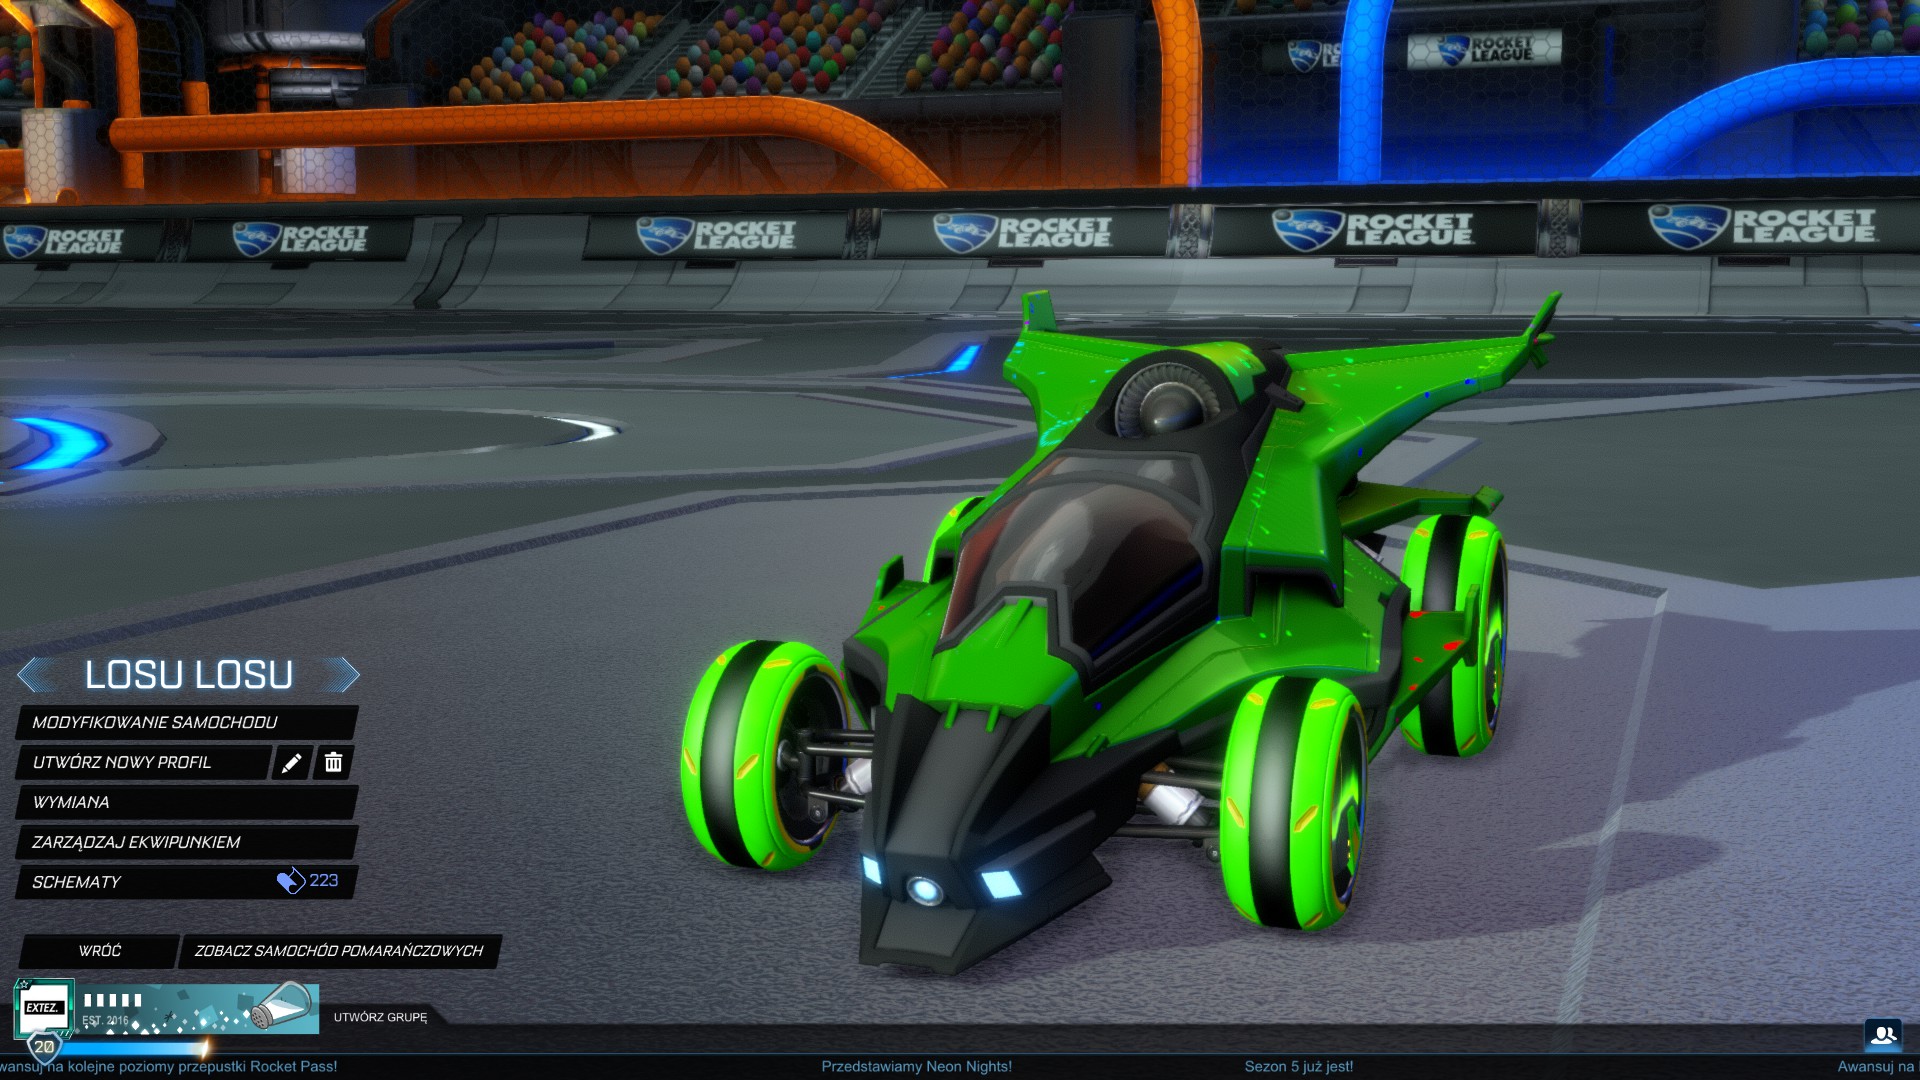 ROCKET LEAGUE
ROCKET LEAGUE
ROCKET LEAGUE
ROCKET LEAGUE
ROCKET LEAGUE
ROCKET LEAGUE
ROCKET LEAGUE
LOSU LOSU
MODYFIKOWANIE SAMOCHODU
UTWÓRZ NOWY PROFIL
WYMIANA
ZARZĄDZAJ EKWIPUNKIEM
SCHEMATY 223
WRÓĆ ZOBACZ SAMOCHÓD POMARAŃCZOWYCH
EXTEZ.
EST. 2016
UTWÓRZ GRUPĘ
20
wansuj na kolejne poziomy przepustki Rocket Pass! Przedstawiamy Neon Nights! Sezon 5 już jest! Awansuj na